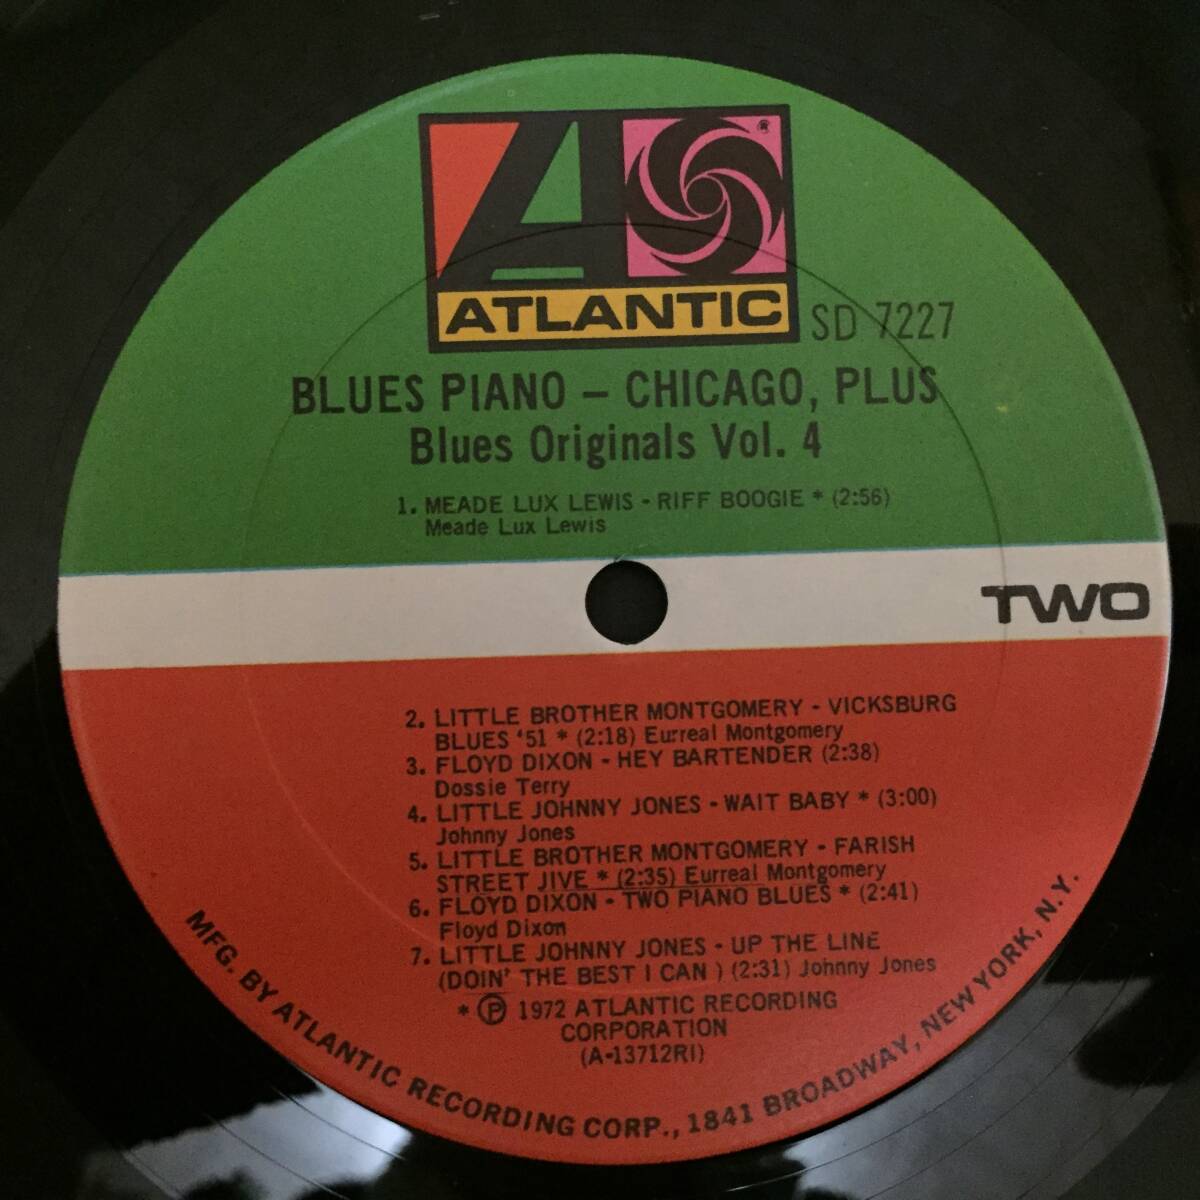 ATLANTIC
®
SD 7227
BLUES PIANO – CHICAGO, PLUS
Blues Originals Vol. 4
1. MEADE LUX LEWIS - RIFF BOOGIE * (2:56)
Meade Lux Lewis
TWO
2. LITTLE BROTHER MONTGOMERY - VICKSBURG
BLUES '51 * (2:18) Eurreal Montgomery
3. FLOYD DIXON - HEY BARTENDER (2:38)
Dossie Terry
4. LITTLE JOHNNY JONES - WAIT BABY * (3:00)
Johnny Jones
5. LITTLE BROTHER MONTGOMERY - FARISH
STREET JIVE * (2:35) Eurreal Montgomery
6. FLOYD DIXON - TWO PIANO BLUES * (2:41)
Floyd Dixon
7. LITTLE JOHNNY JONES - UP THE LINE
(DOIN' THE BEST I CAN ) (2:31) Johnny Jones
* ℗ 1972 ATLANTIC RECORDING
CORPORATION
(A-13712RI)
MFG. BY ATLANTIC RECORDING CORP., 1841 BROADWAY, NEW YORK, N.Y.